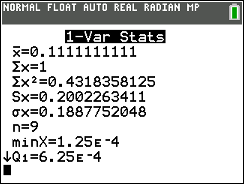 NORMAL FLOAT AUTO REAL RADIAN MP
1-Var Stats
x̄=0.1111111111
Σx=1
Σx²=0.4318358125
Sx=0.2002263411
σx=0.1887752048
n=9
minX=1.25ᴇ-4
↓Q₁=6.25ᴇ-4